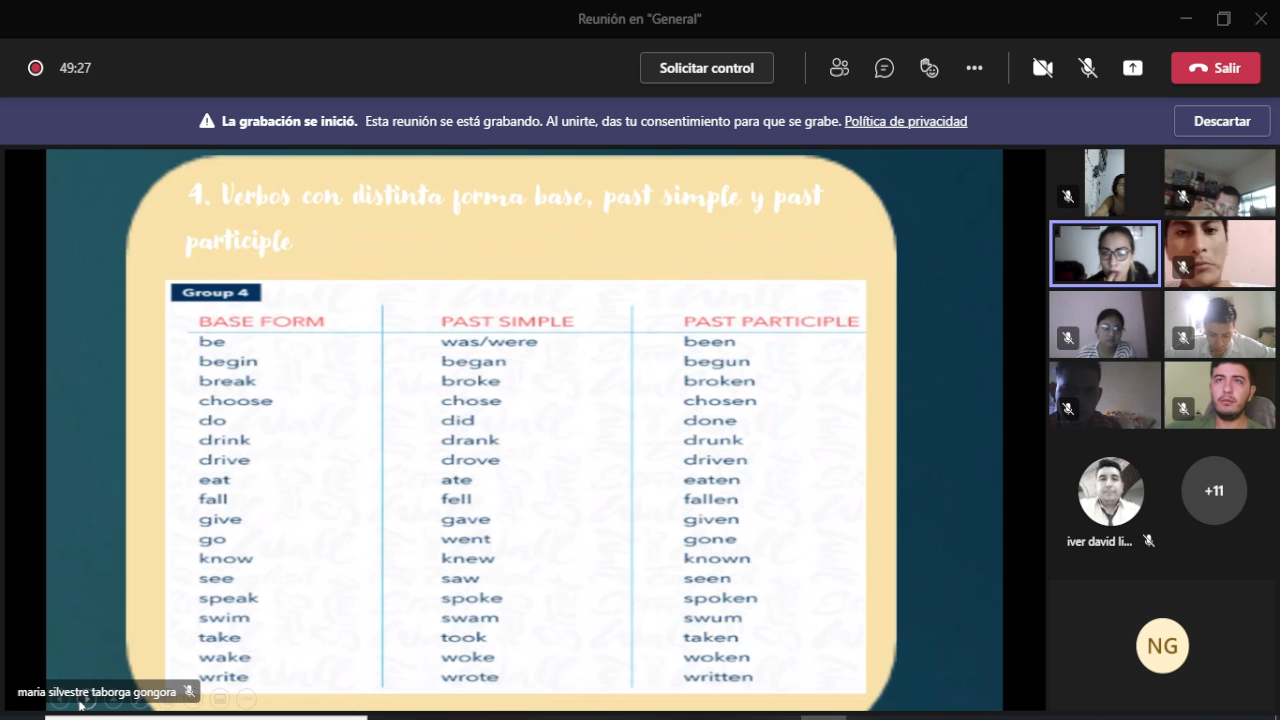 Reunión en "General"
49:27
Solicitar control
Salir
La grabación se inició. Esta reunión se está grabando. Al unirte, das tu consentimiento para que se grabe. Política de privacidad
Descartar
4. Verbos con distinta forma base, past simple y past
participle
Group 4
BASE FORM PAST SIMPLE PAST PARTICIPLE
be was/were been
begin began begun
break broke broken
choose chose chosen
do did done
drink drank drunk
drive drove driven
eat ate eaten
fall fell fallen
give gave given
go went gone
know knew known
see saw seen
speak spoke spoken
swim swam swum
take took taken
wake woke woken
write wrote written
maria silvestre taborga gongora
+11
iver david li...
NG